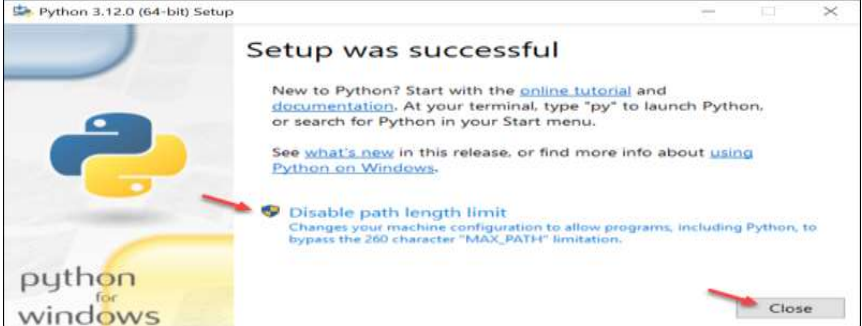 Python 3.12.0 (64-bit) Setup
Setup was successful
New to Python? Start with the online tutorial and
documentation. At your terminal, type "py" to launch Python,
or search for Python in your Start menu.
See what's new in this release, or find more info about using
Python on Windows.
Disable path length limit
Changes your machine configuration to allow programs, including Python, to
bypass the 260 character "MAX_PATH" limitation.
python
for
windows
Close